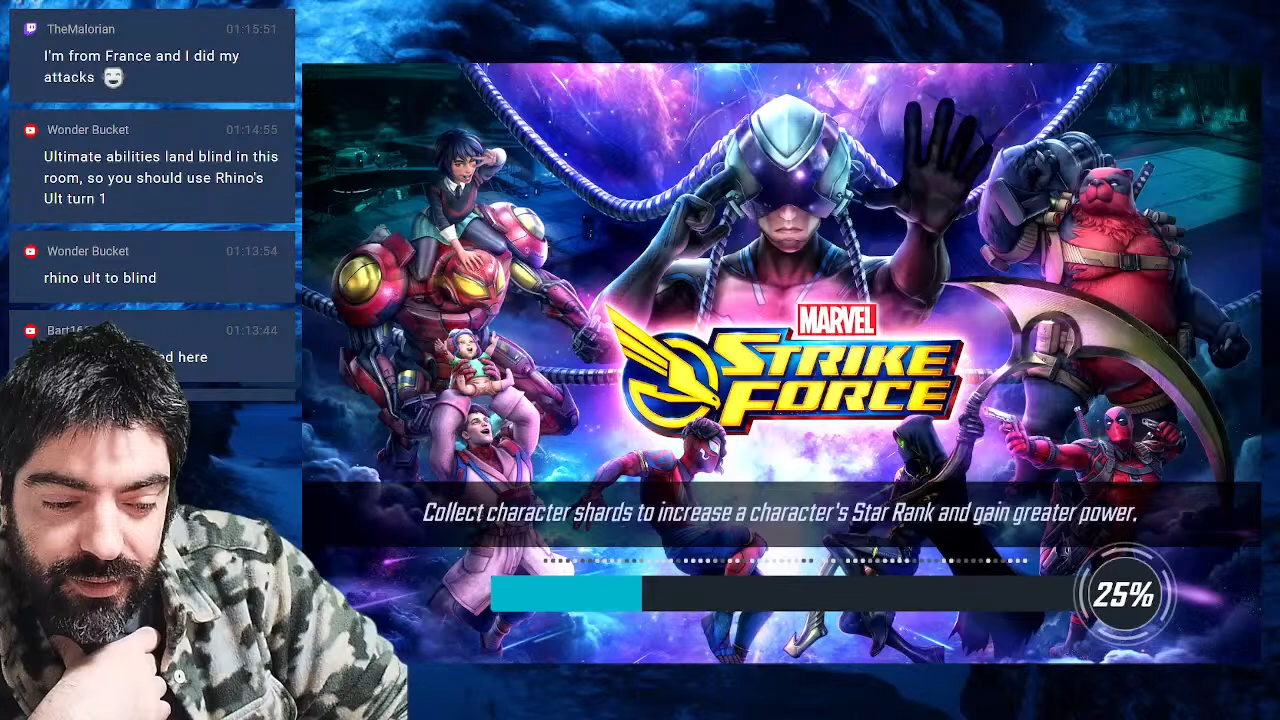 TheMalorian 01:15:51
I'm from France and I did my
attacks
Wonder Bucket 01:14:55
Ultimate abilities land blind in this
room, so you should use Rhino's
Ult turn 1
Wonder Bucket 01:13:54
rhino ult to blind
01:13:44
here
MARVEL
STRIKE
FORCE
Collect character shards to increase a character's Star Rank and gain greater power.
25%